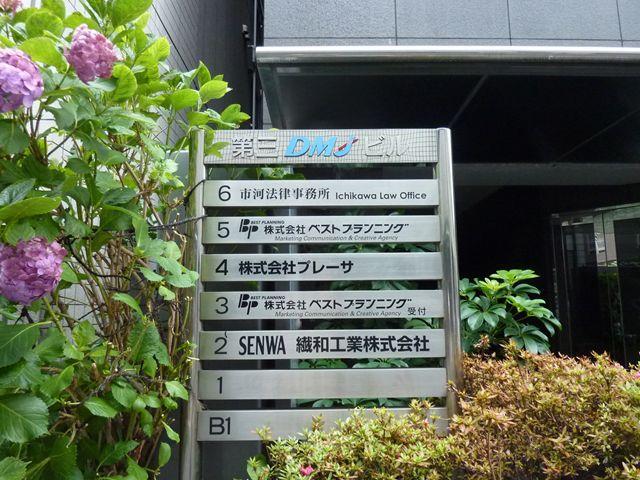 第三 DMJ ビル
6 市河法律事務所 Ichikawa Law Office
5 BP BEST PLANNING 株式会社 ベストプランニング
Marketing Communication & Creative Agency
4 株式会社プレーサ
3 BP BEST PLANNING 株式会社 ベストプランニング 受付
Marketing Communication & Creative Agency
2 SENWA 繊和工業株式会社
1
B1